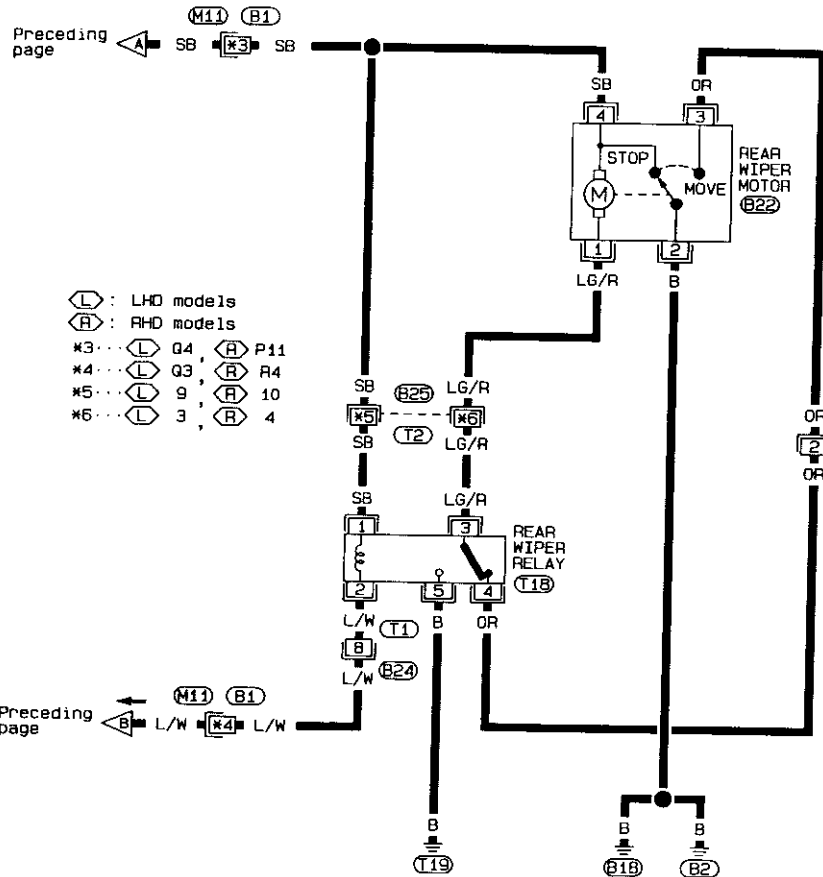 M11 B1
Preceding
page A SB *3 SB
SB OR
4 3
STOP
MOVE
M
REAR
WIPER
MOTOR
B22
1 2
LG/R B
L : LHD models
R : RHD models
*3··· L Q4 , R P11
*4··· L Q3 , R R4
*5··· L 9 , R 10
*6··· L 3 , R 4
SB B25 LG/R
*5 *6
SB T2 LG/R
OR
2
OR
SB LG/R
1 3
REAR
WIPER
RELAY
T18
2 5 4
L/W T1 B OR
8
L/W B24
M11 B1
Preceding
page B L/W *4 L/W
B B B
T19 B18 B2